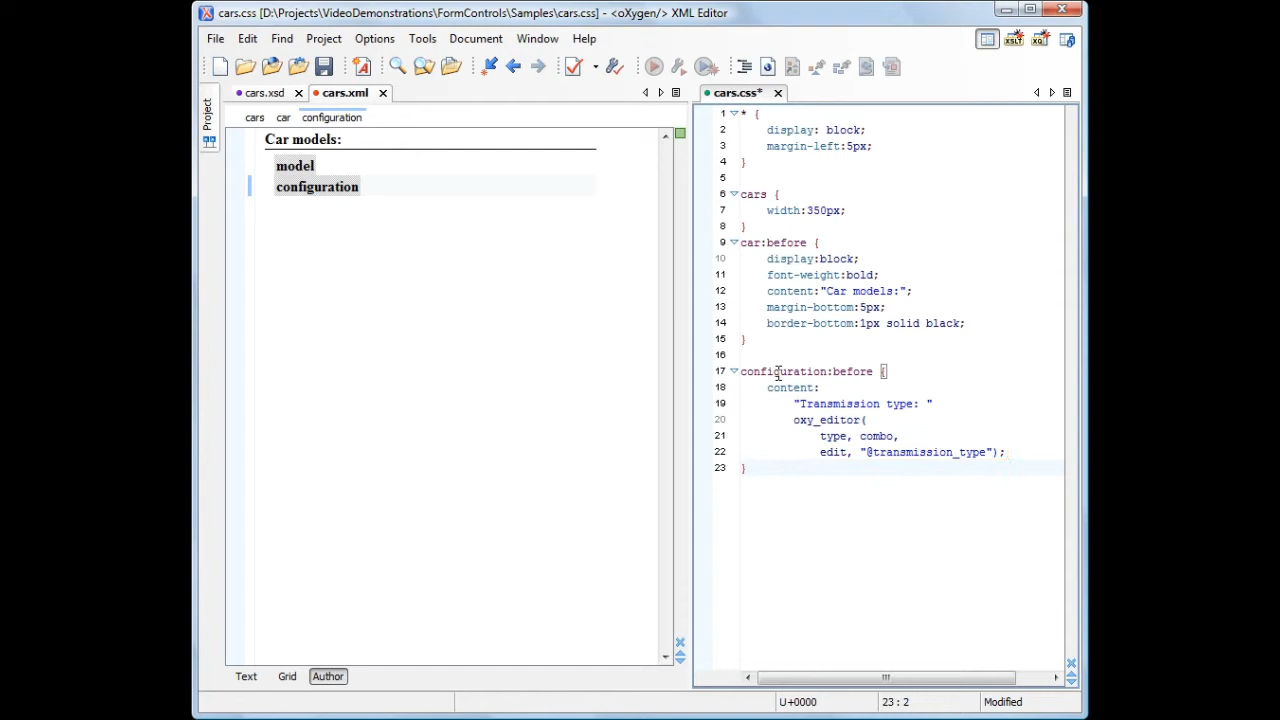 cars.css [D:\Projects\VideoDemonstrations\FormControls\Samples\cars.css] - <oXygen/> XML Editor
File Edit Find Project Options Tools Document Window Help
XSLT XQ
cars.xsd cars.xml cars.css*
Project
cars car configuration
Car models:
model
configuration
1 * {
2 display: block;
3 margin-left:5px;
4 }
5
6 cars {
7 width:350px;
8 }
9 car:before {
10 display:block;
11 font-weight:bold;
12 content:"Car models:";
13 margin-bottom:5px;
14 border-bottom:1px solid black;
15 }
16
17 configuration:before {
18 content:
19 "Transmission type: "
20 oxy_editor(
21 type, combo,
22 edit, "@transmission_type");
23 }
Text Grid Author
U+0000 23 : 2 Modified